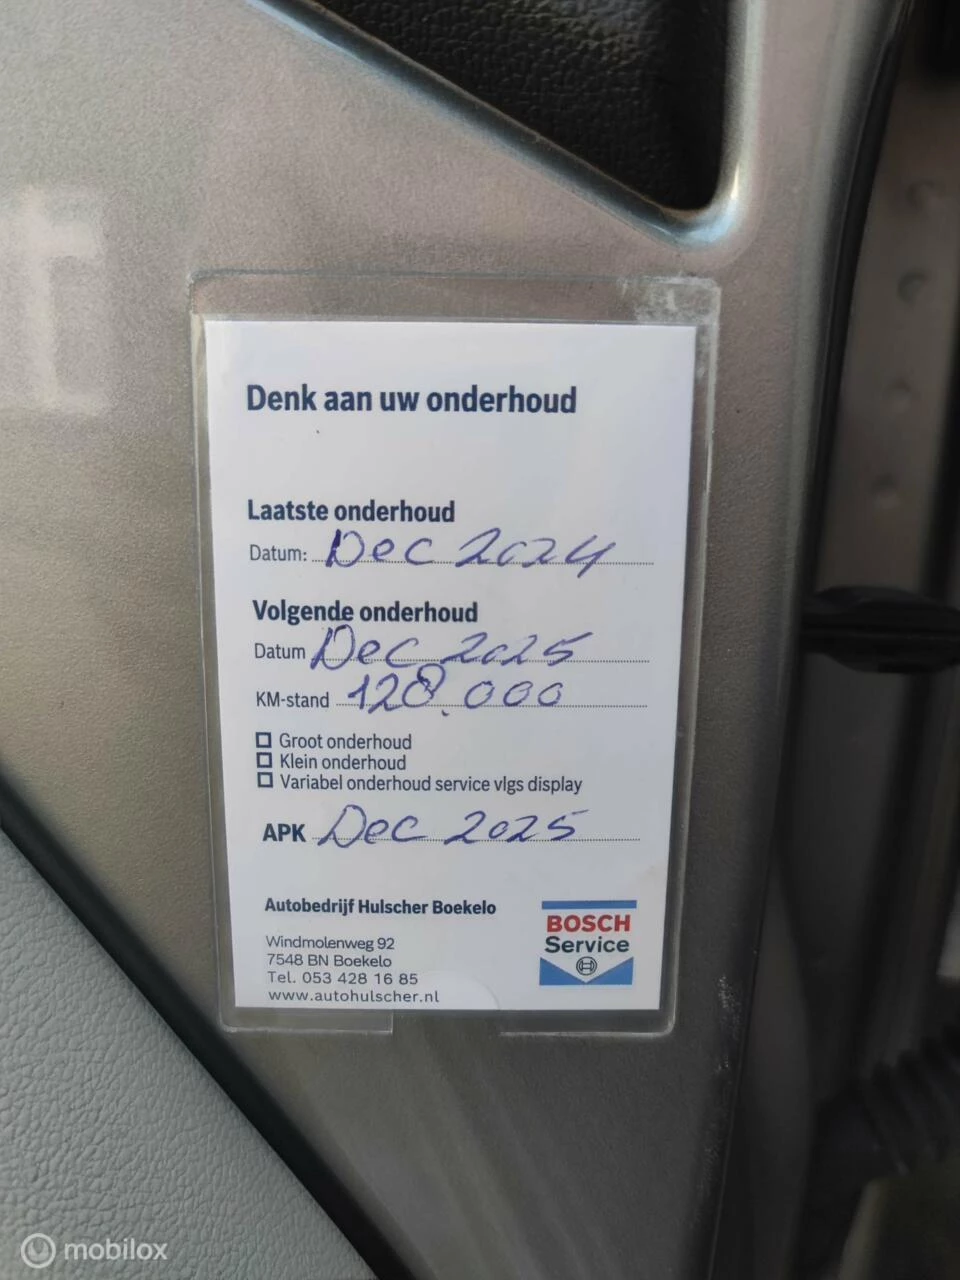 Denk aan uw onderhoud
Laatste onderhoud
Datum: Dec 2024
Volgende onderhoud
Datum Dec 2025
KM-stand 128.000
Groot onderhoud
Klein onderhoud
Variabel onderhoud service vlgs display
APK Dec 2025
Autobedrijf Hulscher Boekelo
Windmolenweg 92
7548 BN Boekelo
Tel. 053 428 16 85
www.autohulscher.nl
BOSCH
Service
mobilox